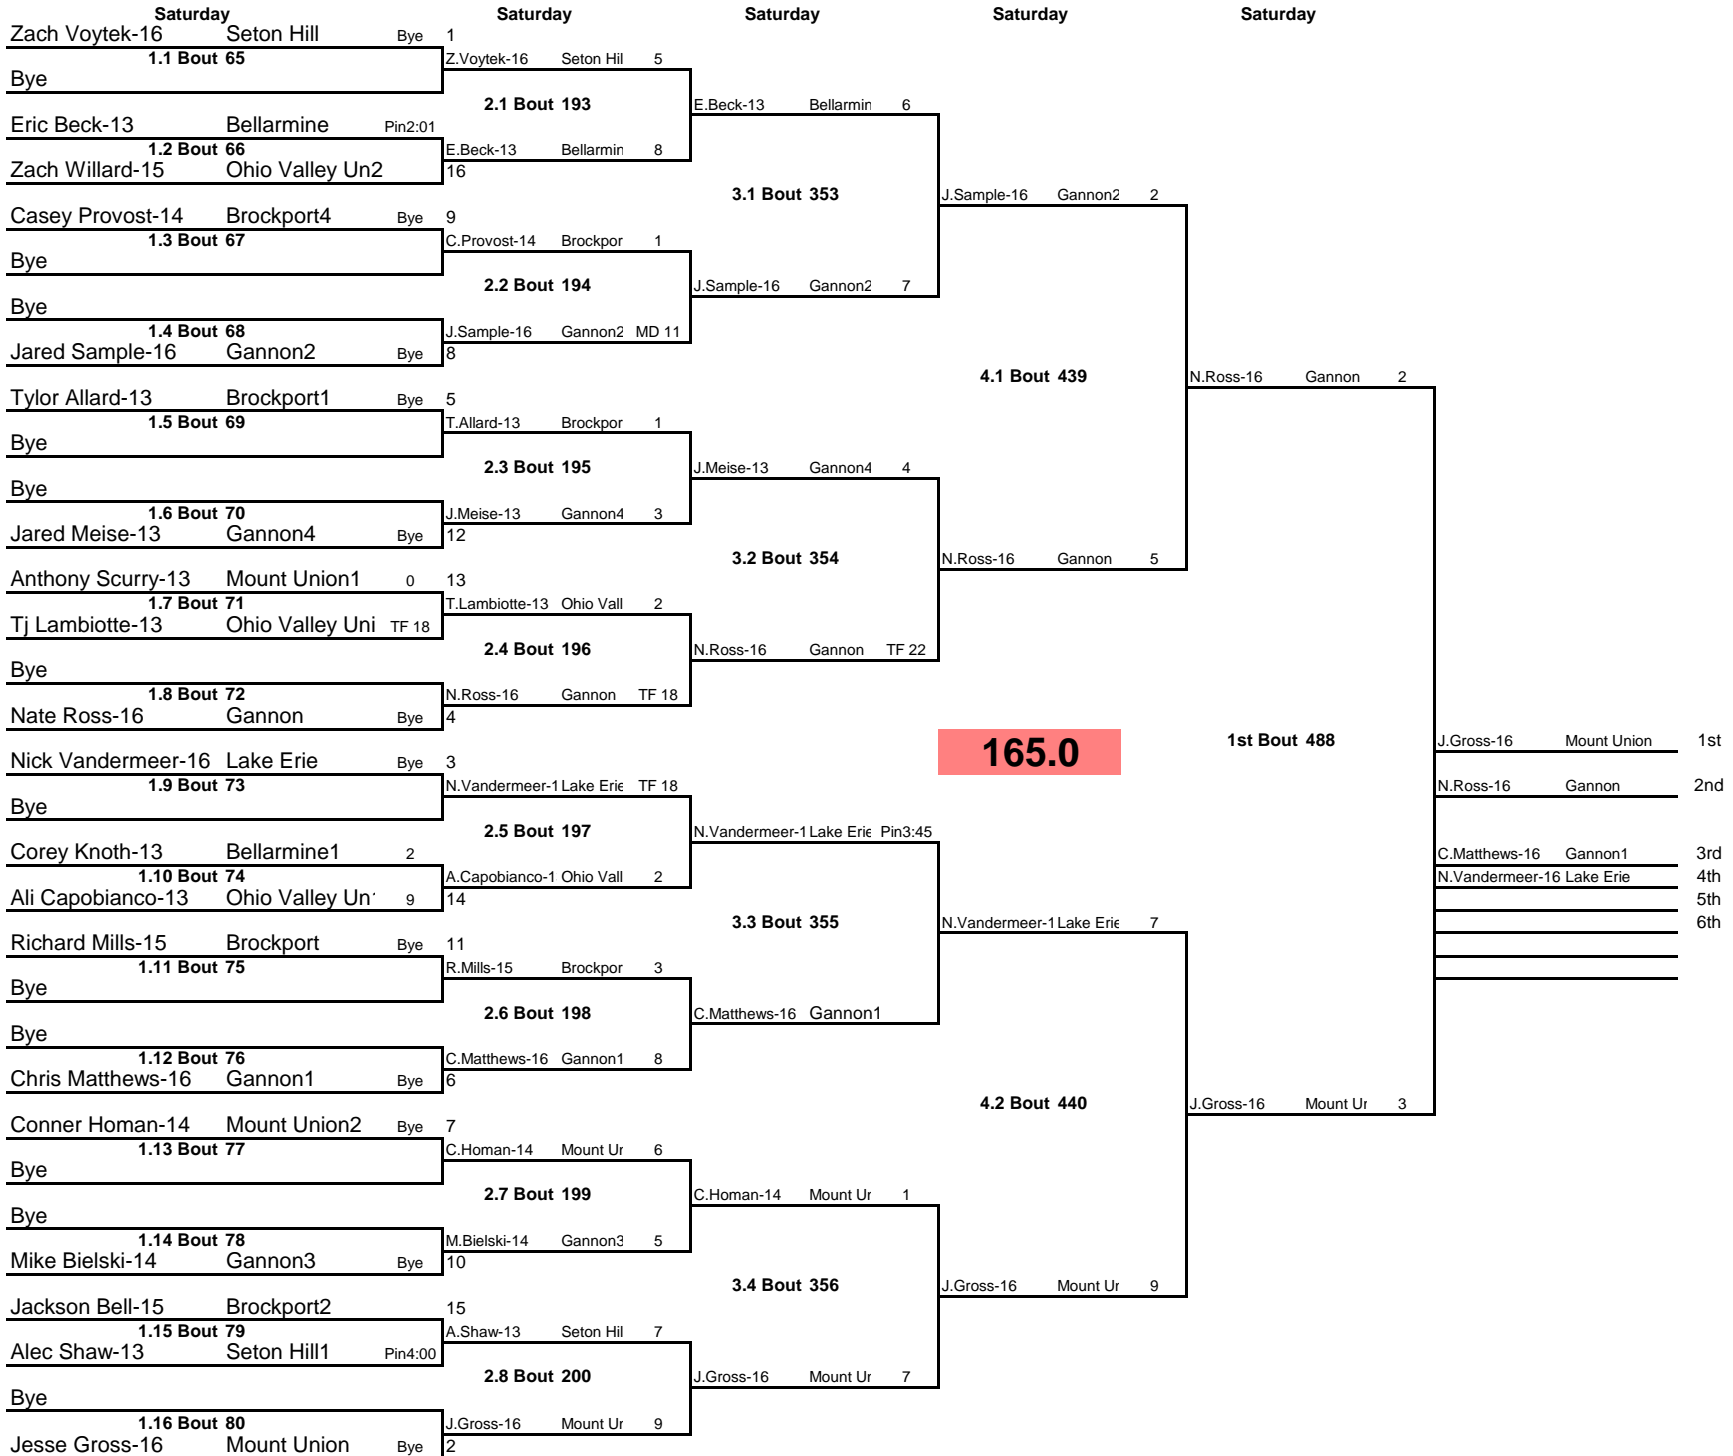 Saturday Saturday Saturday Saturday Saturday
Zach Voytek-16 Seton Hill Bye 1
1.1 Bout 65
Z.Voytek-16 Seton Hil 5
Bye
2.1 Bout 193
E.Beck-13 Bellarmin 6
Eric Beck-13 Bellarmine Pin2:01
1.2 Bout 66
E.Beck-13 Bellarmin 8
Zach Willard-15 Ohio Valley Un2 16
3.1 Bout 353
J.Sample-16 Gannon2 2
Casey Provost-14 Brockport4 Bye 9
1.3 Bout 67
C.Provost-14 Brockpor 1
Bye
2.2 Bout 194
J.Sample-16 Gannon2 7
Bye
1.4 Bout 68
J.Sample-16 Gannon2 MD 11
Jared Sample-16 Gannon2 Bye 8
4.1 Bout 439
N.Ross-16 Gannon 2
Tylor Allard-13 Brockport1 Bye 5
1.5 Bout 69
T.Allard-13 Brockpor 1
Bye
2.3 Bout 195
J.Meise-13 Gannon4 4
Bye
1.6 Bout 70
J.Meise-13 Gannon4 3
Jared Meise-13 Gannon4 Bye 12
3.2 Bout 354
N.Ross-16 Gannon 5
Anthony Scurry-13 Mount Union1 0 13
1.7 Bout 71
T.Lambiotte-13 Ohio Vall 2
Tj Lambiotte-13 Ohio Valley Uni TF 18
2.4 Bout 196
N.Ross-16 Gannon TF 22
Bye
1.8 Bout 72
N.Ross-16 Gannon TF 18
Nate Ross-16 Gannon Bye 4
165.0
1st Bout 488
J.Gross-16 Mount Union 1st
Nick Vandermeer-16 Lake Erie Bye 3
1.9 Bout 73
N.Vandermeer-1 Lake Erie TF 18
N.Ross-16 Gannon 2nd
Bye
2.5 Bout 197
N.Vandermeer-1 Lake Erie Pin3:45
Corey Knoth-13 Bellarmine1 2
C.Matthews-16 Gannon1 3rd
1.10 Bout 74
A.Capobianco-1 Ohio Vall 2
N.Vandermeer-16 Lake Erie 4th
Ali Capobianco-13 Ohio Valley Un1 9 14
5th
3.3 Bout 355
N.Vandermeer-1 Lake Erie 7
6th
Richard Mills-15 Brockport Bye 11
1.11 Bout 75
R.Mills-15 Brockpor 3
Bye
2.6 Bout 198
C.Matthews-16 Gannon1
Bye
1.12 Bout 76
C.Matthews-16 Gannon1 8
Chris Matthews-16 Gannon1 Bye 6
4.2 Bout 440
J.Gross-16 Mount Ur 3
Conner Homan-14 Mount Union2 Bye 7
1.13 Bout 77
C.Homan-14 Mount Ur 6
Bye
2.7 Bout 199
C.Homan-14 Mount Ur 1
Bye
1.14 Bout 78
M.Bielski-14 Gannon3 5
Mike Bielski-14 Gannon3 Bye 10
3.4 Bout 356
J.Gross-16 Mount Ur 9
Jackson Bell-15 Brockport2 15
1.15 Bout 79
A.Shaw-13 Seton Hil 7
Alec Shaw-13 Seton Hill1 Pin4:00
2.8 Bout 200
J.Gross-16 Mount Ur 7
Bye
1.16 Bout 80
J.Gross-16 Mount Ur 9
Jesse Gross-16 Mount Union Bye 2